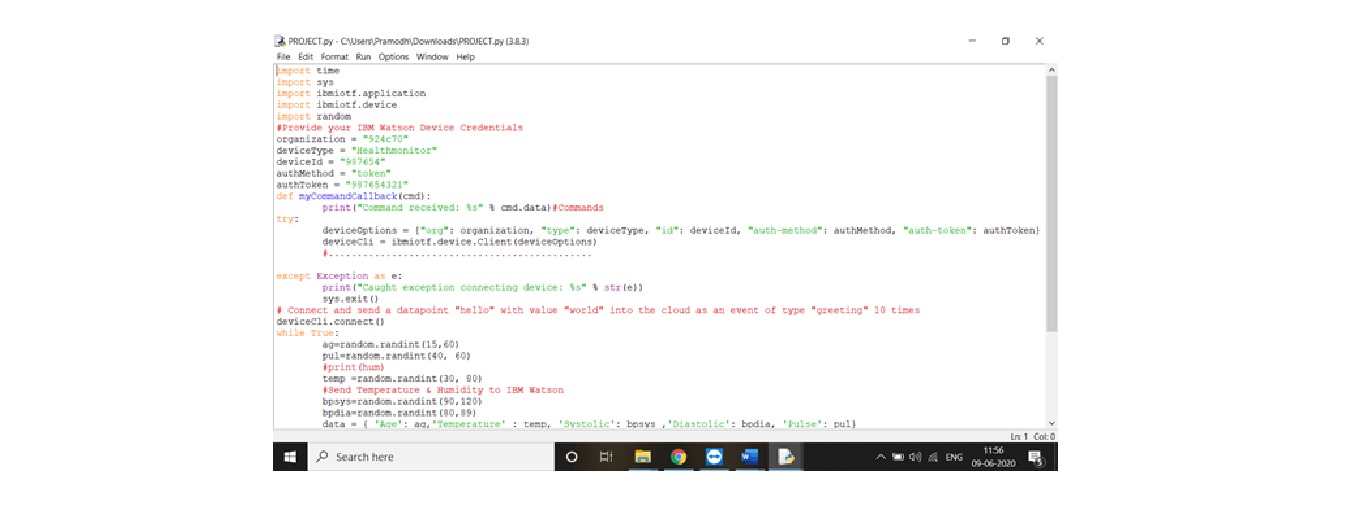 PROJECT.py - C:\Users\Pramodh\Downloads\PROJECT.py (3.8.3)
File Edit Format Run Options Window Help
import time
import sys
import ibmiotf.application
import ibmiotf.device
import random
#Provide your IBM Watson Device Credentials
organization = "924c70"
deviceType = "Healthmonitor"
deviceId = "987654"
authMethod = "token"
authToken = "987654321"
def myCommandCallback(cmd):
        print("Command received: %s" % cmd.data)#Commands
try:
        deviceOptions = {"org": organization, "type": deviceType, "id": deviceId, "auth-method": authMethod, "auth-token": authToken}
        deviceCli = ibmiotf.device.Client(deviceOptions)
        #..............................................
except Exception as e:
        print("Caught exception connecting device: %s" % str(e))
        sys.exit()
# Connect and send a datapoint "hello" with value "world" into the cloud as an event of type "greeting" 10 times
deviceCli.connect()
while True:
        ag=random.randint(15,60)
        pul=random.randint(40, 60)
        #print(hum)
        temp =random.randint(30, 80)
        #Send Temperature & Humidity to IBM Watson
        bpsys=random.randint(90,120)
        bpdia=random.randint(80,89)
        data = { 'Age': ag,'Temperature' : temp, 'Systolic': bpsys ,'Diastolic': bpdia, 'Pulse': pul}
Ln: 1 Col: 0
Search here
ENG
11:56
09-06-2020
5